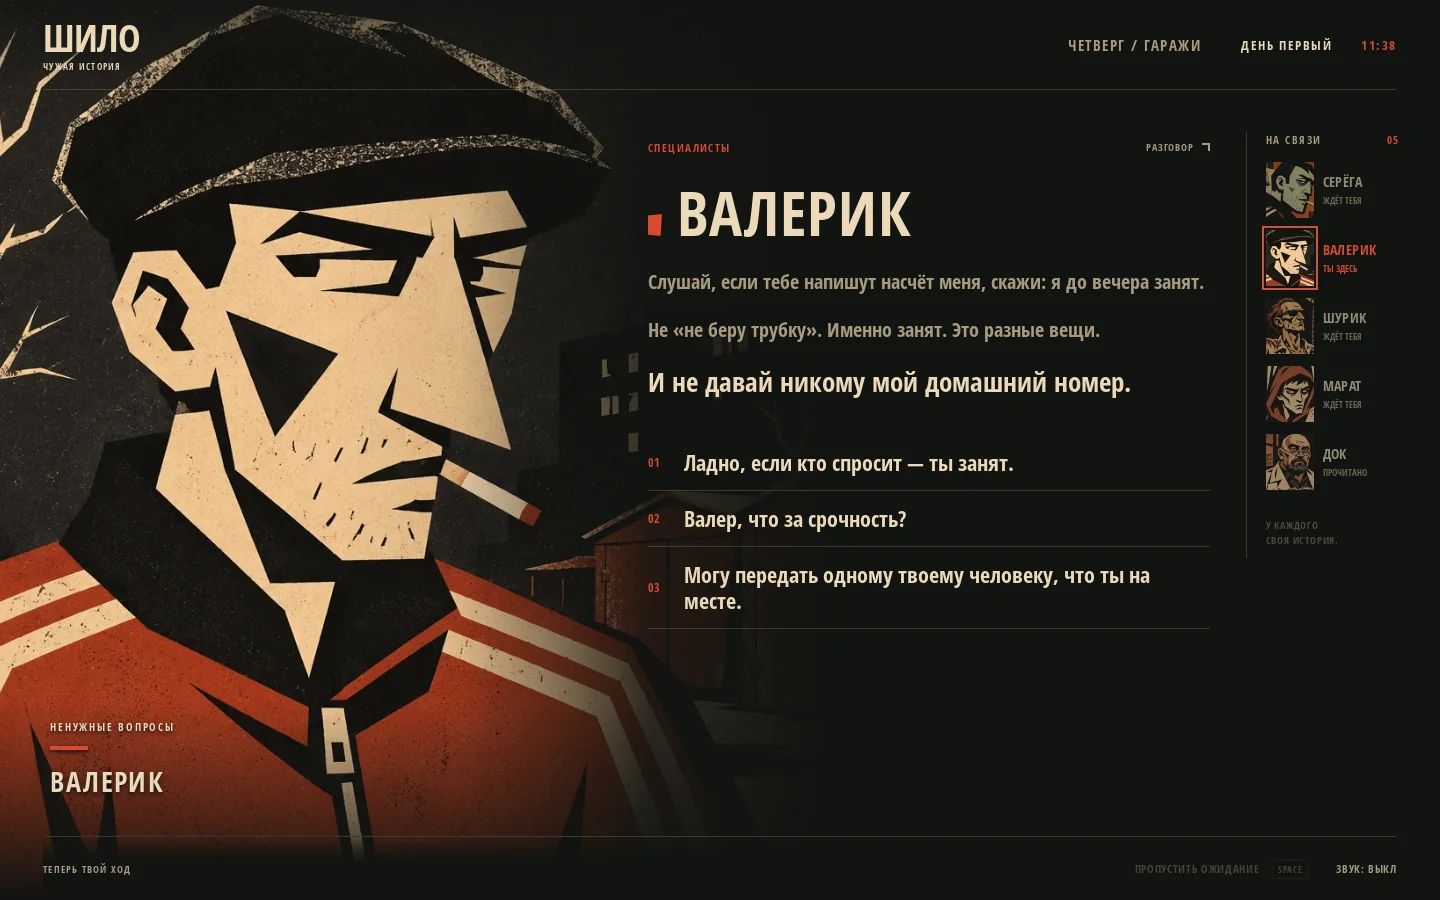 ШИЛО
ЧУЖАЯ ИСТОРИЯ
ЧЕТВЕРГ / ГАРАЖИ
ДЕНЬ ПЕРВЫЙ
11:38
СПЕЦИАЛИСТЫ
РАЗГОВОР
ВАЛЕРИК
Слушай, если тебе напишут насчёт меня, скажи: я до вечера занят.
Не «не беру трубку». Именно занят. Это разные вещи.
И не давай никому мой домашний номер.
01 Ладно, если кто спросит — ты занят.
02 Валер, что за срочность?
03 Могу передать одному твоему человеку, что ты на
месте.
НА СВЯЗИ 05
СЕРЁГА
ЖДЁТ ТЕБЯ
ВАЛЕРИК
ТЫ ЗДЕСЬ
ШУРИК
ЖДЁТ ТЕБЯ
МАРАТ
ЖДЁТ ТЕБЯ
ДОК
ПРОЧИТАНО
У КАЖДОГО
СВОЯ ИСТОРИЯ.
НЕНУЖНЫЕ ВОПРОСЫ
ВАЛЕРИК
ТЕПЕРЬ ТВОЙ ХОД
ПРОПУСТИТЬ ОЖИДАНИЕ SPACE
ЗВУК: ВЫКЛ